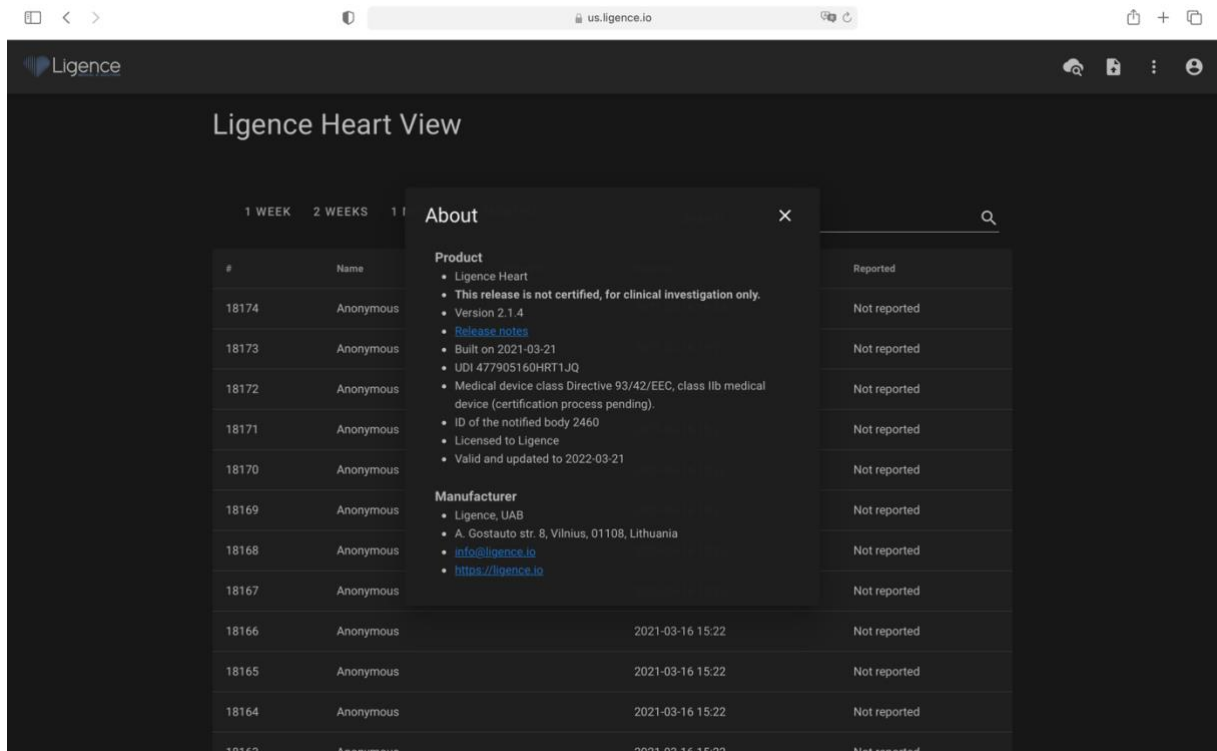 us.ligence.io
Ligence
Ligence Heart View
1 WEEK 2 WEEKS
About
# Name Reported
Product
Ligence Heart
This release is not certified, for clinical investigation only.
Version 2.1.4
Release notes
Built on 2021-03-21
UDI 477905160HRT1JQ
Medical device class Directive 93/42/EEC, class IIb medical
device (certification process pending).
ID of the notified body 2460
Licensed to Ligence
Valid and updated to 2022-03-21
Manufacturer
Ligence, UAB
A. Gostauto str. 8, Vilnius, 01108, Lithuania
info@ligence.io
https://ligence.io
18174 Anonymous Not reported
18173 Anonymous Not reported
18172 Anonymous Not reported
18171 Anonymous Not reported
18170 Anonymous Not reported
18169 Anonymous Not reported
18168 Anonymous Not reported
18167 Anonymous Not reported
18166 Anonymous 2021-03-16 15:22 Not reported
18165 Anonymous 2021-03-16 15:22 Not reported
18164 Anonymous 2021-03-16 15:22 Not reported